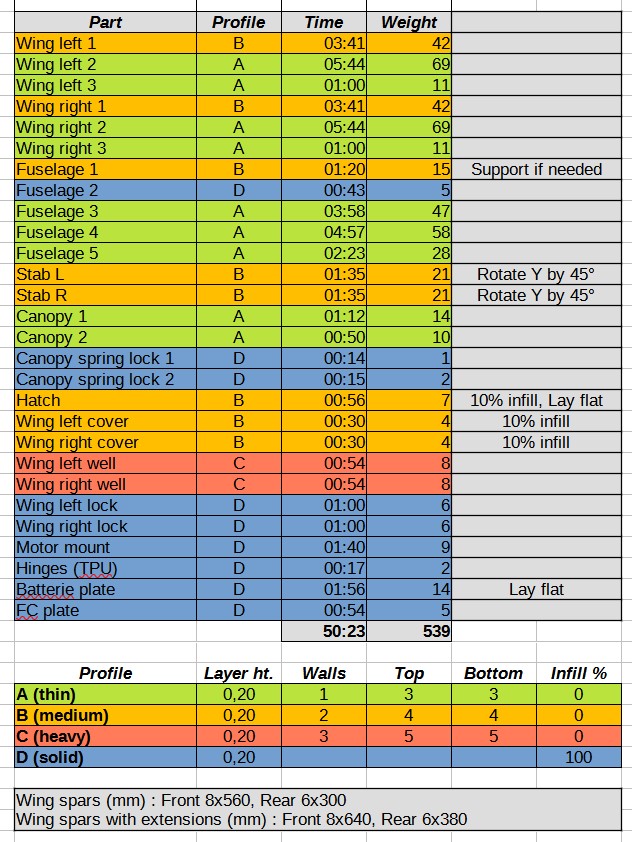 Part Profile Time Weight
Wing left 1 B 03:41 42
Wing left 2 A 05:44 69
Wing left 3 A 01:00 11
Wing right 1 B 03:41 42
Wing right 2 A 05:44 69
Wing right 3 A 01:00 11
Fuselage 1 B 01:20 15 Support if needed
Fuselage 2 D 00:43 5
Fuselage 3 A 03:58 47
Fuselage 4 A 04:57 58
Fuselage 5 A 02:23 28
Stab L B 01:35 21 Rotate Y by 45°
Stab R B 01:35 21 Rotate Y by 45°
Canopy 1 A 01:12 14
Canopy 2 A 00:50 10
Canopy spring lock 1 D 00:14 1
Canopy spring lock 2 D 00:15 2
Hatch B 00:56 7 10% infill, Lay flat
Wing left cover B 00:30 4 10% infill
Wing right cover B 00:30 4 10% infill
Wing left well C 00:54 8
Wing right well C 00:54 8
Wing left lock D 01:00 6
Wing right lock D 01:00 6
Motor mount D 01:40 9
Hinges (TPU) D 00:17 2
Batterie plate D 01:56 14 Lay flat
FC plate D 00:54 5
50:23 539
Profile Layer ht. Walls Top Bottom Infill %
A (thin) 0,20 1 3 3 0
B (medium) 0,20 2 4 4 0
C (heavy) 0,20 3 5 5 0
D (solid) 0,20 100
Wing spars (mm) : Front 8x560, Rear 6x300
Wing spars with extensions (mm) : Front 8x640, Rear 6x380